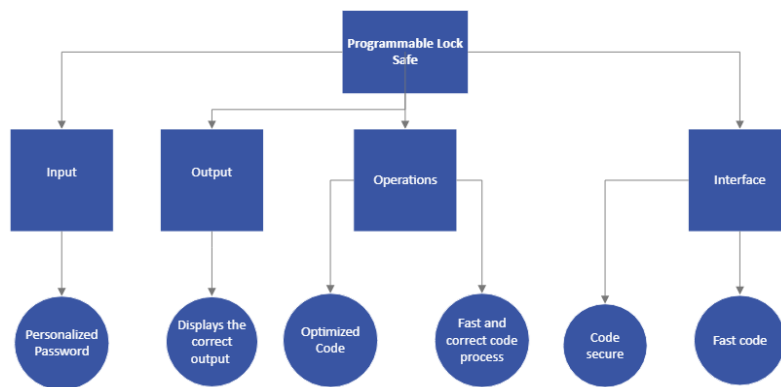 Programmable Lock
Safe
Input
Output
Operations
Interface
Personalized
Password
Displays the
correct
output
Optimized
Code
Fast and
correct code
process
Code
secure
Fast code